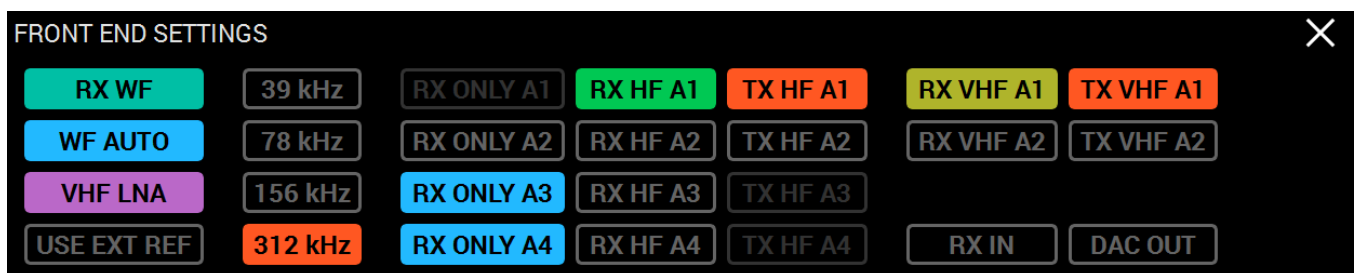 FRONT END SETTINGS
RX WF 39 kHz RX ONLY A1 RX HF A1 TX HF A1 RX VHF A1 TX VHF A1
WF AUTO 78 kHz RX ONLY A2 RX HF A2 TX HF A2 RX VHF A2 TX VHF A2
VHF LNA 156 kHz RX ONLY A3 RX HF A3 TX HF A3
USE EXT REF 312 kHz RX ONLY A4 RX HF A4 TX HF A4 RX IN DAC OUT